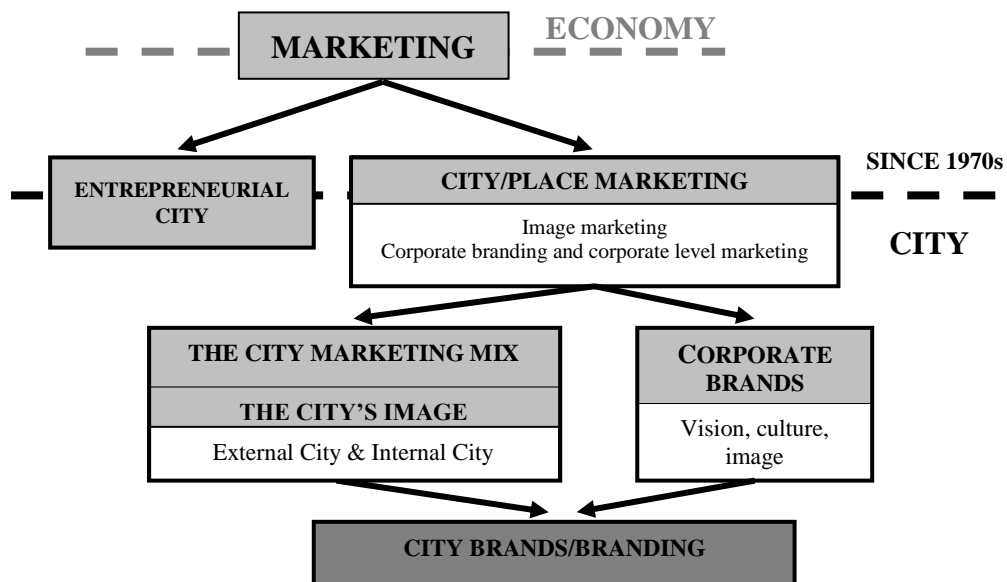 ECONOMY
MARKETING
SINCE 1970s
ENTREPRENEURIAL
CITY
CITY/PLACE MARKETING
Image marketing
Corporate branding and corporate level marketing
CITY
THE CITY MARKETING MIX
THE CITY’S IMAGE
External City & Internal City
CORPORATE
BRANDS
Vision, culture,
image
CITY BRANDS/BRANDING